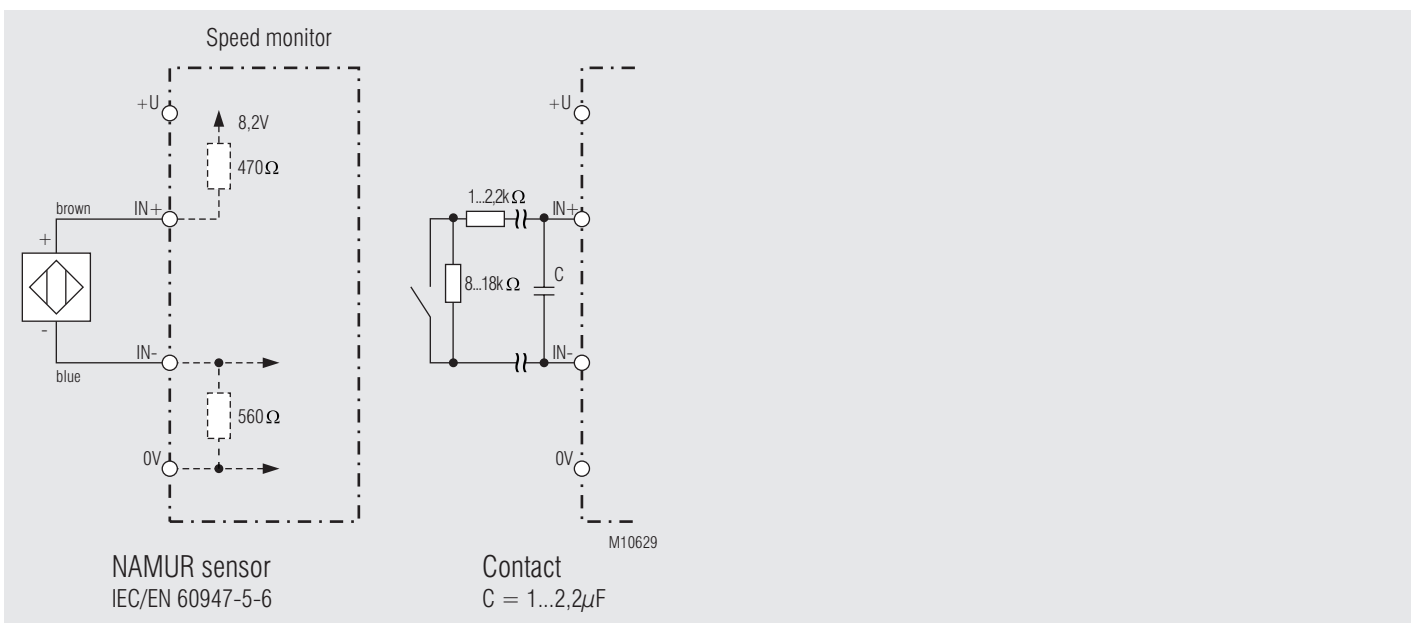 Speed monitor
+U
8,2V
470Ω
brown
IN+
+
-
IN-
blue
560Ω
0V
NAMUR sensor
IEC/EN 60947-5-6
+U
1...2,2kΩ
IN+
8...18kΩ
C
IN-
0V
M10629
Contact
C = 1...2,2µF